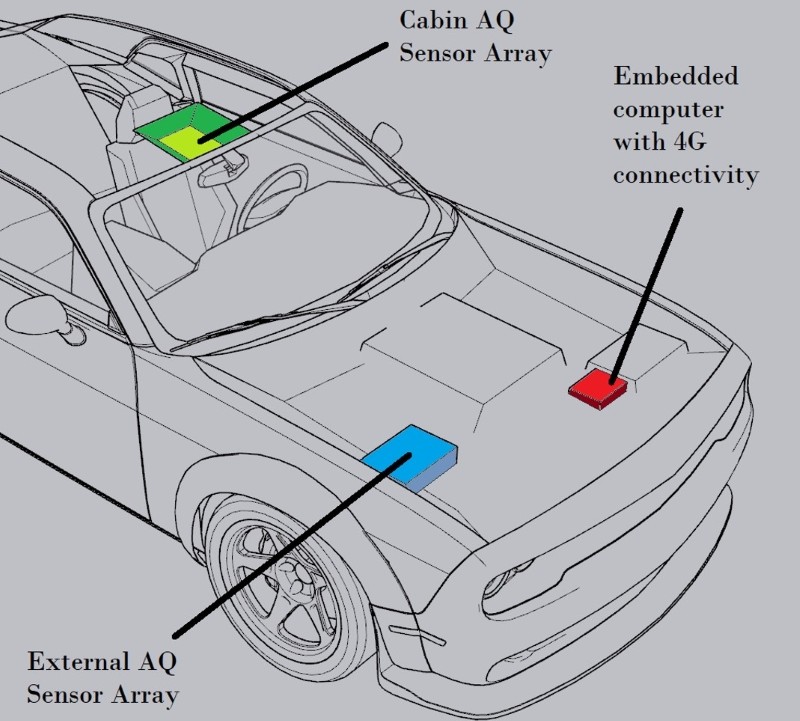 Cabin AQ
Sensor Array
Embedded
computer
with 4G
connectivity
External AQ
Sensor Array